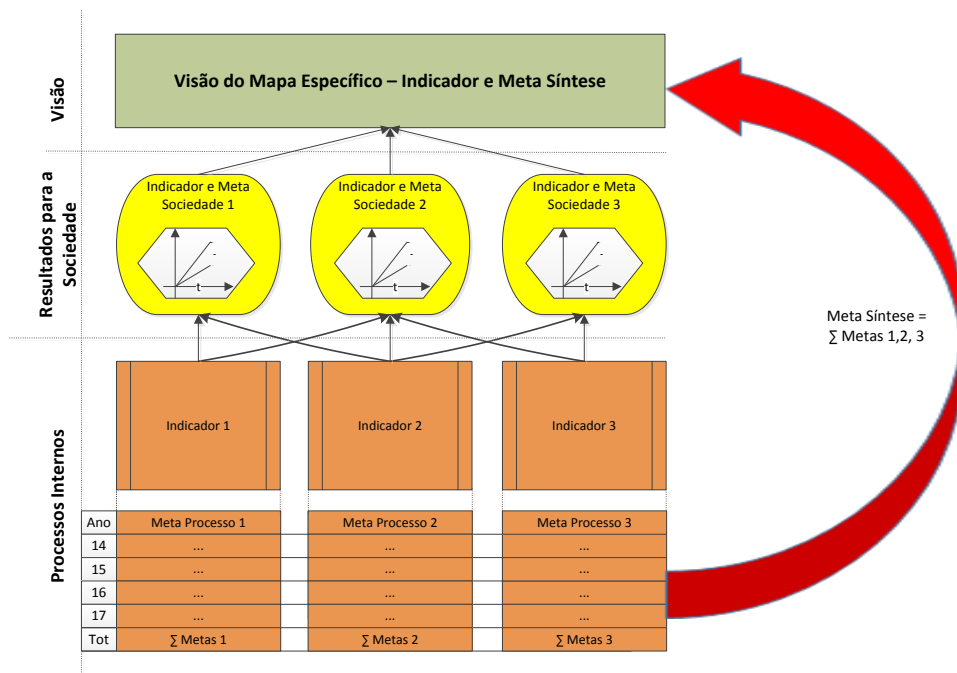 Visão
Visão do Mapa Específico – Indicador e Meta Síntese
Resultados para a
Sociedade
Indicador e Meta
Sociedade 1
t
Indicador e Meta
Sociedade 2
t
Indicador e Meta
Sociedade 3
t
Meta Síntese =
∑ Metas 1,2, 3
Processos Internos
Indicador 1
Indicador 2
Indicador 3
Ano Meta Processo 1 Meta Processo 2 Meta Processo 3
14 ... ... ...
15 ... ... ...
16 ... ... ...
17 ... ... ...
Tot ∑ Metas 1 ∑ Metas 2 ∑ Metas 3